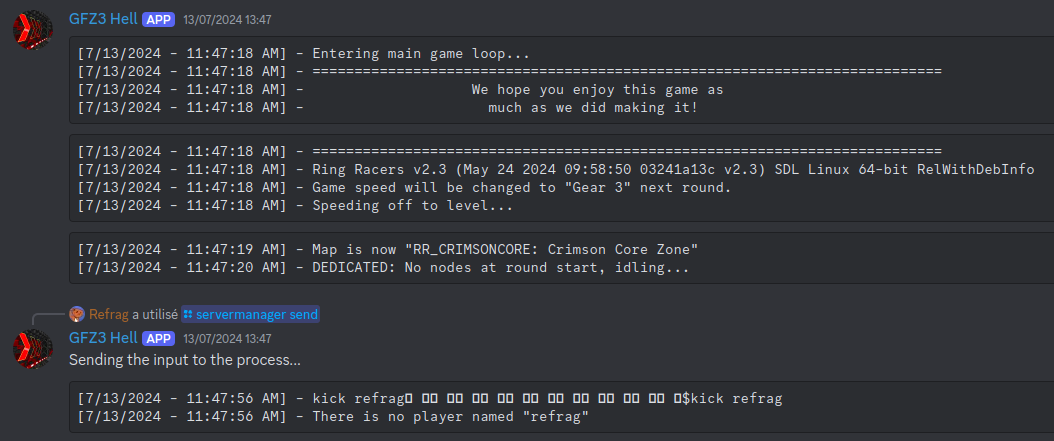 GFZ3 Hell APP 13/07/2024 13:47
[7/13/2024 - 11:47:18 AM] - Entering main game loop...
[7/13/2024 - 11:47:18 AM] - ===========================================================================
[7/13/2024 - 11:47:18 AM] - We hope you enjoy this game as
[7/13/2024 - 11:47:18 AM] - much as we did making it!
[7/13/2024 - 11:47:18 AM] - ===========================================================================
[7/13/2024 - 11:47:18 AM] - Ring Racers v2.3 (May 24 2024 09:58:50 03241a13c v2.3) SDL Linux 64-bit RelWithDebInfo
[7/13/2024 - 11:47:18 AM] - Game speed will be changed to "Gear 3" next round.
[7/13/2024 - 11:47:18 AM] - Speeding off to level...
[7/13/2024 - 11:47:19 AM] - Map is now "RR_CRIMSONCORE: Crimson Core Zone"
[7/13/2024 - 11:47:20 AM] - DEDICATED: No nodes at round start, idling...
Refrag a utilisé servermanager send
GFZ3 Hell APP 13/07/2024 13:47
Sending the input to the process...
[7/13/2024 - 11:47:56 AM] - kick refrag▯ ▯▯ ▯▯ ▯▯ ▯▯ ▯▯ ▯▯ ▯▯ ▯▯ ▯▯ ▯▯ ▯$kick refrag
[7/13/2024 - 11:47:56 AM] - There is no player named "refrag"